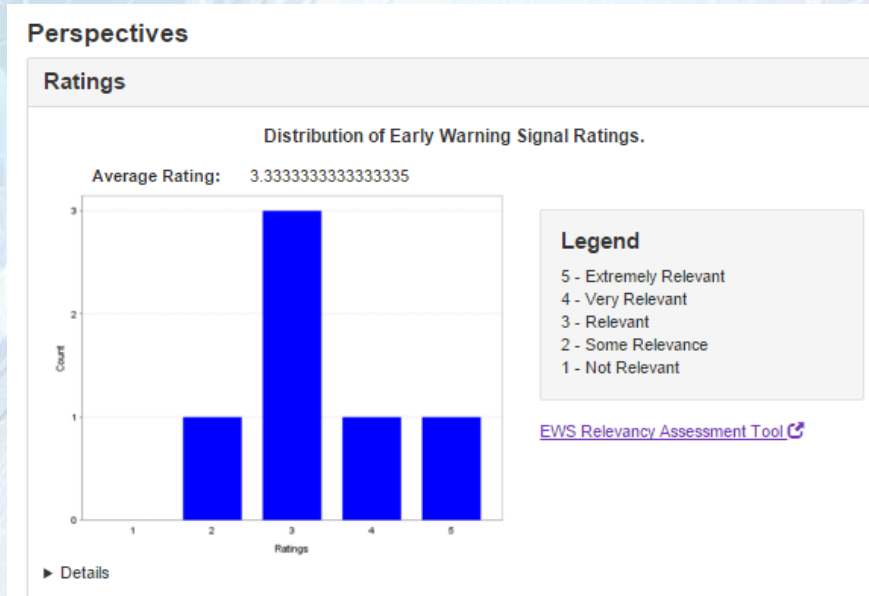 Perspectives
Ratings
Distribution of Early Warning Signal Ratings.
Average Rating: 3.3333333333333335
3
2
1
0
Count
1 2 3 4 5
Ratings
Legend
5 - Extremely Relevant
4 - Very Relevant
3 - Relevant
2 - Some Relevance
1 - Not Relevant
EWS Relevancy Assessment Tool
Details